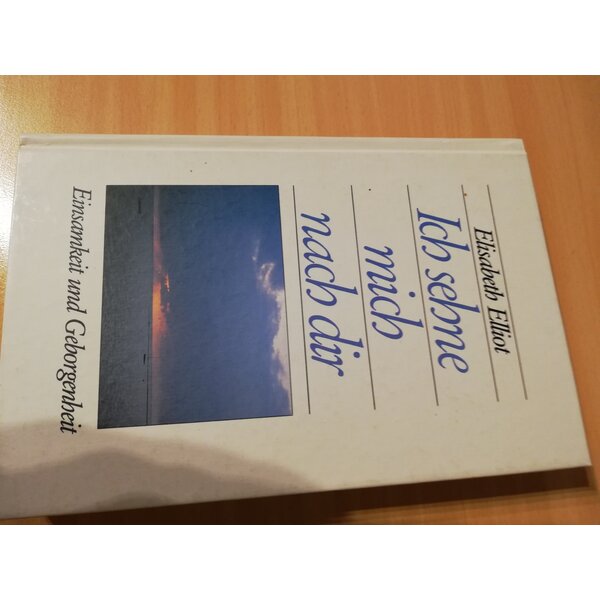 Elisabeth Elliot
Ich sehne
mich
nach dir
Einsamkeit und Geborgenheit